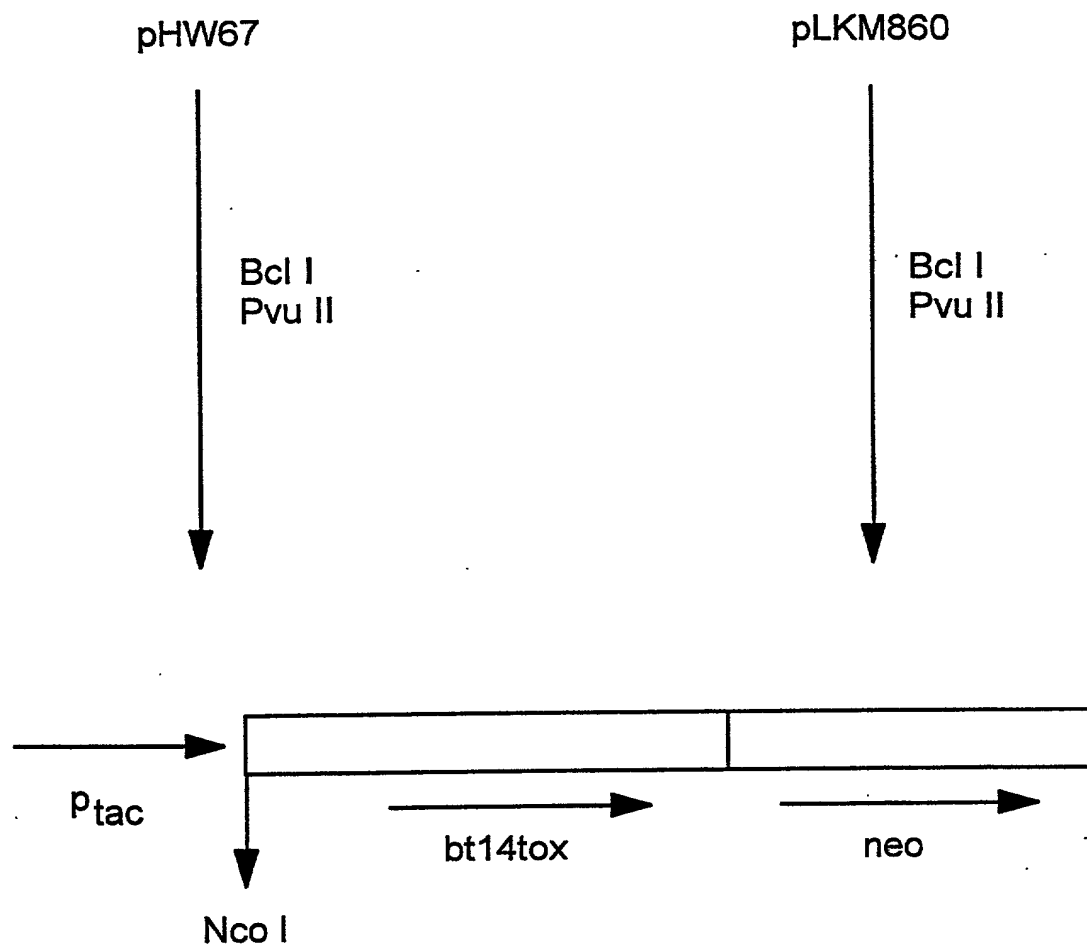 pHW67
pLKM860
Bcl I
Pvu II
Bcl I
Pvu II
ptac
bt14tox
neo
Nco I